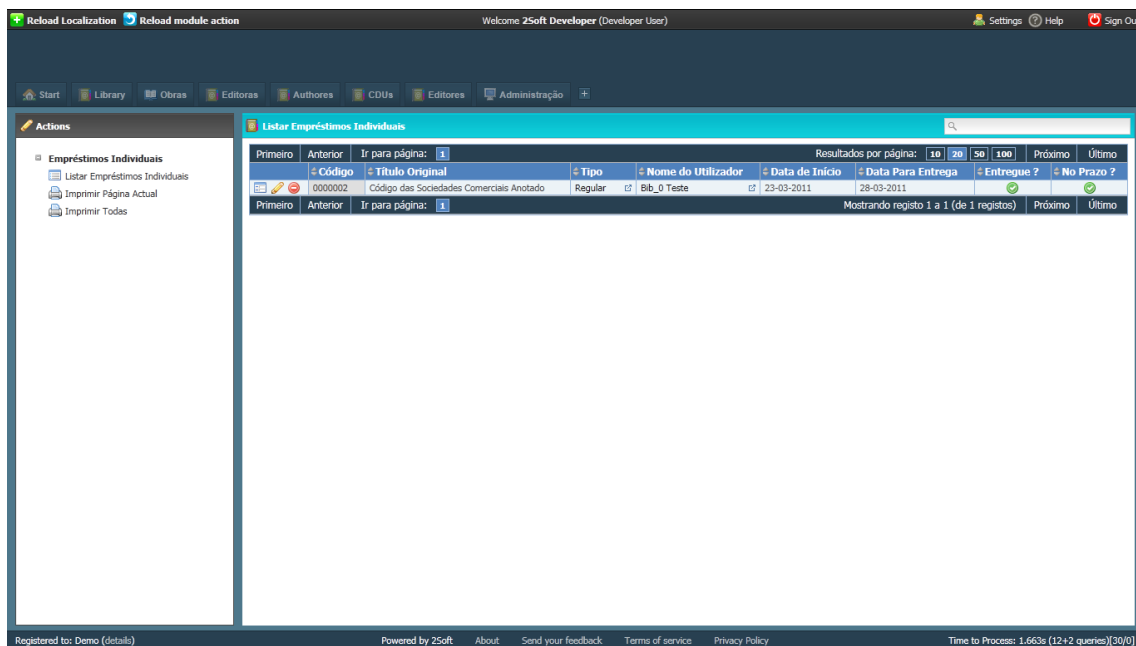 Reload Localization Reload module action Welcome 2Soft Developer (Developer User) Settings Help Sign Ou
Start Library Obras Editoras Authores CDUs Editores Administração
Actions
Empréstimos Individuais
Listar Empréstimos Individuais
Imprimir Página Actual
Imprimir Todas
Listar Empréstimos Individuais
Primeiro Anterior Ir para página: 1 Resultados por página: 10 20 50 100 Próximo Último
Código Título Original Tipo Nome do Utilizador Data de Início Data Para Entrega Entregue ? No Prazo ?
0000002 Código das Sociedades Comerciais Anotado Regular Bib_0 Teste 23-03-2011 28-03-2011
Primeiro Anterior Ir para página: 1 Mostrando registo 1 a 1 (de 1 registos) Próximo Último
Registered to: Demo (details) Powered by 2Soft About Send your feedback Terms of service Privacy Policy Time to Process: 1.663s (12+2 queries)[30/0]